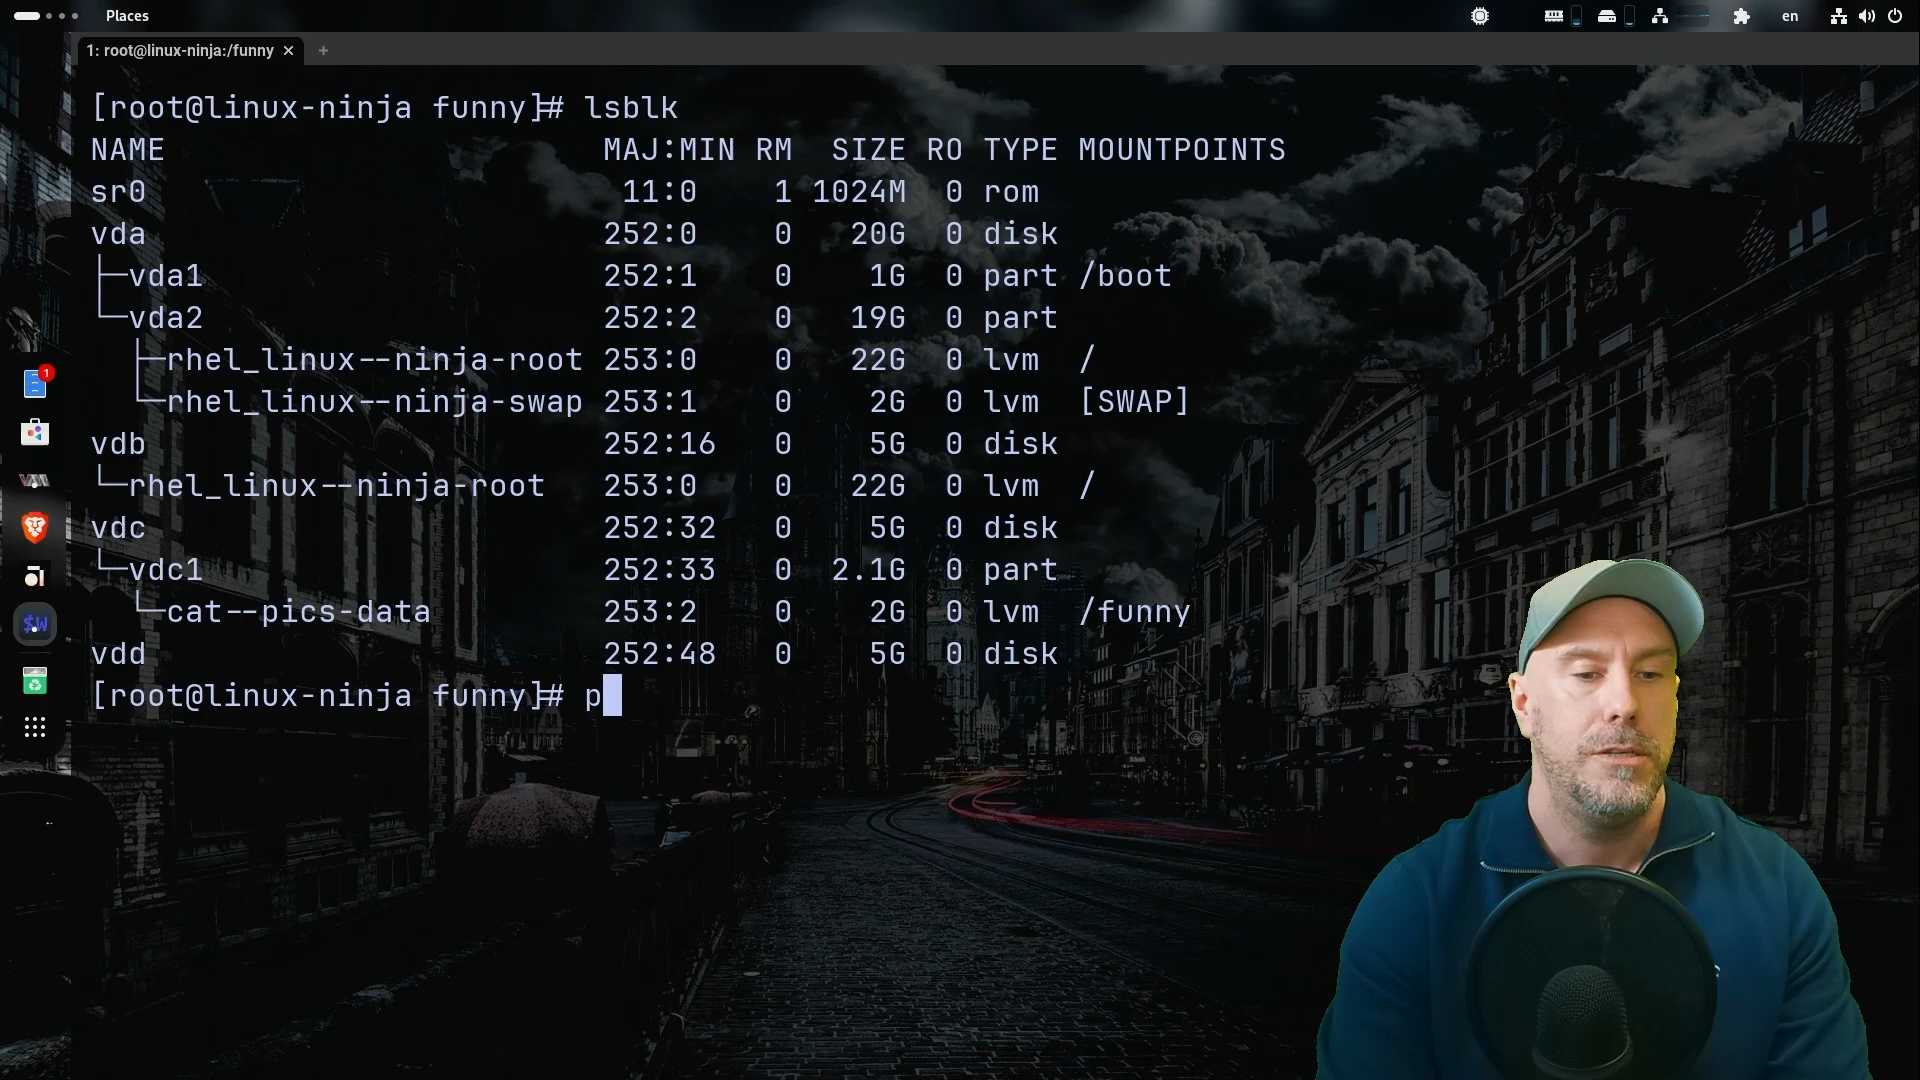 Places
en
1: root@linux-ninja:/funny × +
[root@linux-ninja funny]# lsblk
NAME MAJ:MIN RM SIZE RO TYPE MOUNTPOINTS
sr0 11:0 1 1024M 0 rom
vda 252:0 0 20G 0 disk
├─vda1 252:1 0 1G 0 part /boot
└─vda2 252:2 0 19G 0 part
├─rhel_linux--ninja-root 253:0 0 22G 0 lvm /
└─rhel_linux--ninja-swap 253:1 0 2G 0 lvm [SWAP]
vdb 252:16 0 5G 0 disk
└─rhel_linux--ninja-root 253:0 0 22G 0 lvm /
vdc 252:32 0 5G 0 disk
└─vdc1 252:33 0 2.1G 0 part
└─cat--pics-data 253:2 0 2G 0 lvm /funny
vdd 252:48 0 5G 0 disk
[root@linux-ninja funny]# p
1
$W